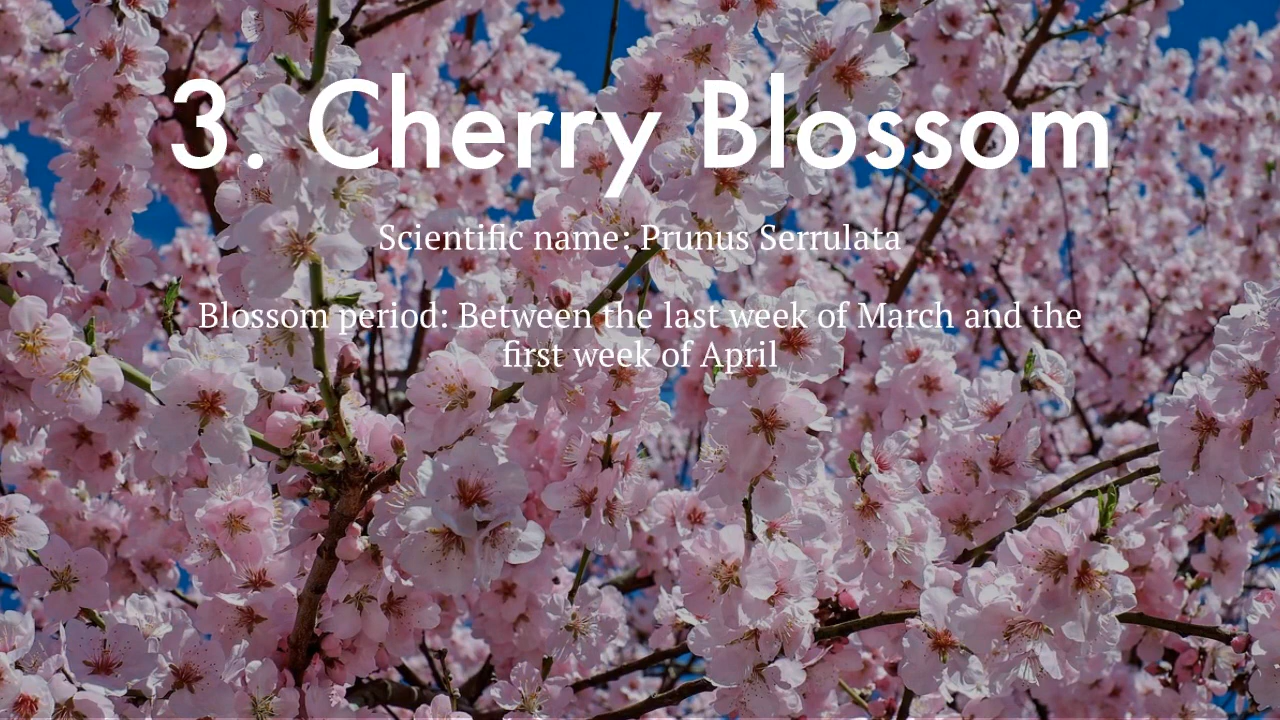 3. Cherry Blossom
Scientific name: Prunus Serrulata
Blossom period: Between the last week of March and the
first week of April